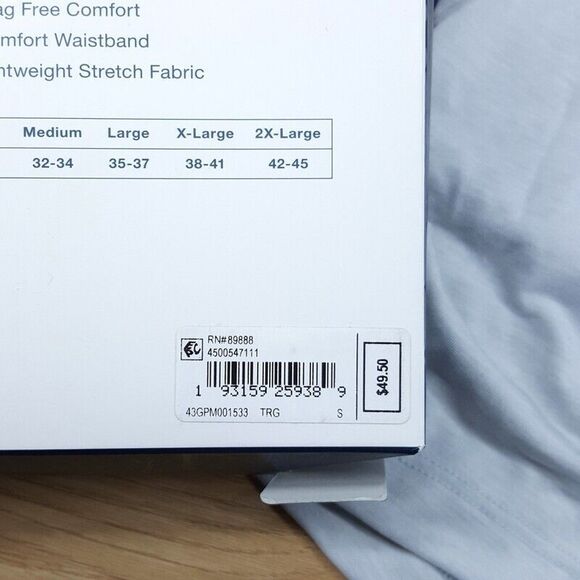 ag Free Comfort
mfort Waistband
ntweight Stretch Fabric
Medium Large X-Large 2X-Large
32-34 35-37 38-41 42-45
RN#89888
4500547111
1 93159 25938 9
43GPM001533 TRG S
$49.50